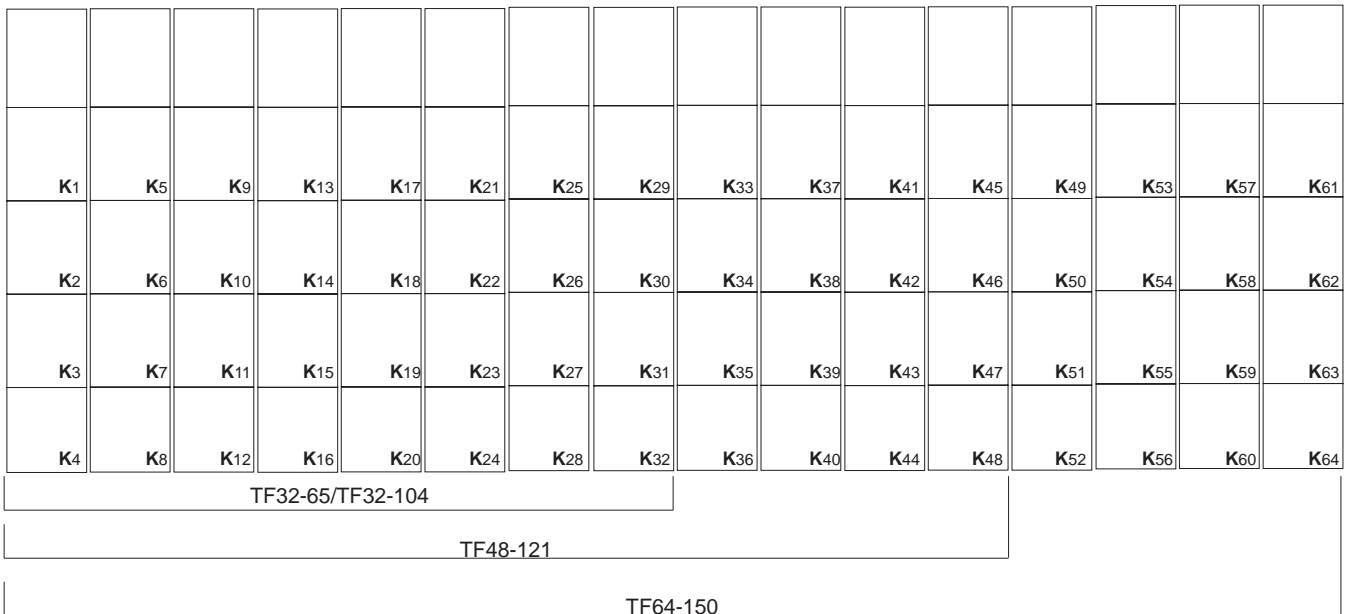 K1 K5 K9 K13 K17 K21 K25 K29 K33 K37 K41 K45 K49 K53 K57 K61
K2 K6 K10 K14 K18 K22 K26 K30 K34 K38 K42 K46 K50 K54 K58 K62
K3 K7 K11 K15 K19 K23 K27 K31 K35 K39 K43 K47 K51 K55 K59 K63
K4 K8 K12 K16 K20 K24 K28 K32 K36 K40 K44 K48 K52 K56 K60 K64
TF32-65/TF32-104
TF48-121
TF64-150